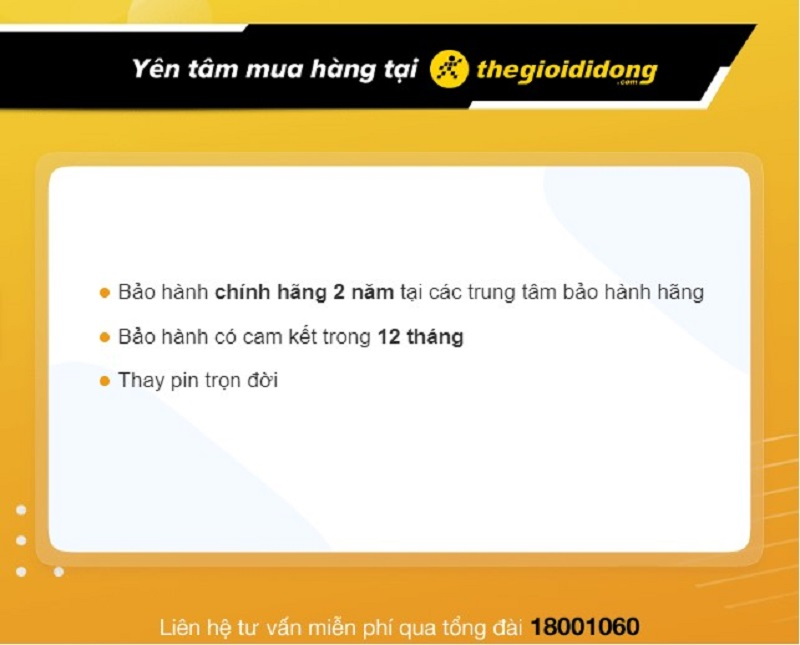 Yên tâm mua hàng tại thegioididong
.com
Bảo hành chính hãng 2 năm tại các trung tâm bảo hành hãng
Bảo hành có cam kết trong 12 tháng
Thay pin trọn đời
Liên hệ tư vấn miễn phí qua tổng đài 18001060